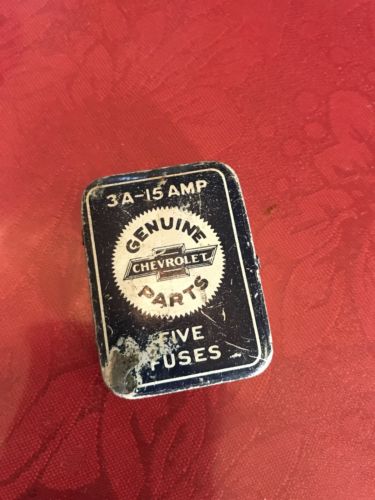 3A-15 AMP
GENUINE
CHEVROLET
PARTS
FIVE
FUSES